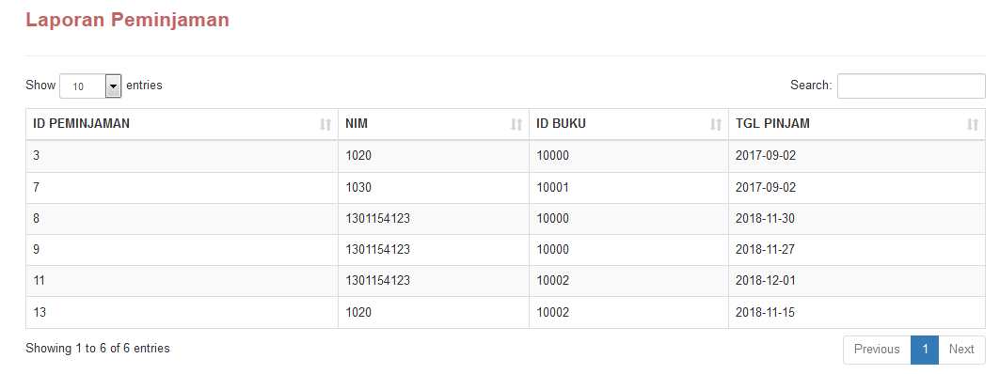 Laporan Peminjaman
Show 10 entries Search:
ID PEMINJAMAN NIM ID BUKU TGL PINJAM
3 1020 10000 2017-09-02
7 1030 10001 2017-09-02
8 1301154123 10000 2018-11-30
9 1301154123 10000 2018-11-27
11 1301154123 10002 2018-12-01
13 1020 10002 2018-11-15
Showing 1 to 6 of 6 entries Previous 1 Next